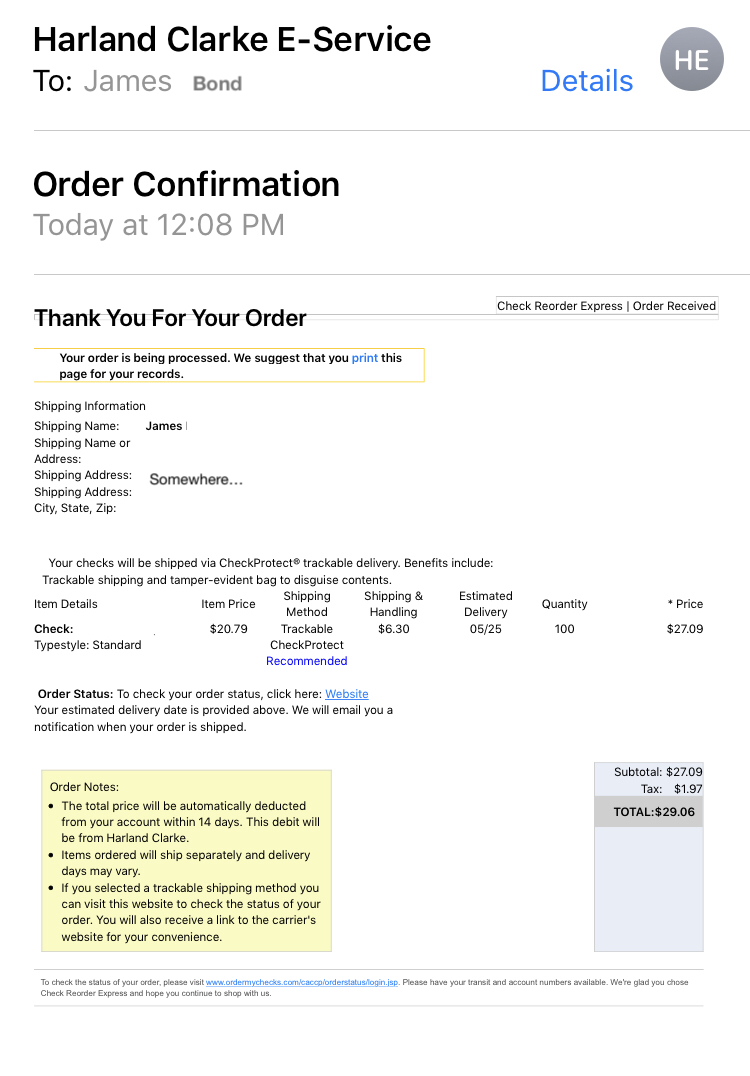 Harland Clarke E-Service
To: James Bond
Details
HE
Order Confirmation
Today at 12:08 PM
Check Reorder Express | Order Received
Thank You For Your Order
Your order is being processed. We suggest that you print this
page for your records.
Shipping Information
Shipping Name: James
Shipping Name or
Address:
Shipping Address:
Somewhere...
Shipping Address:
City, State, Zip:
Your checks will be shipped via CheckProtect® trackable delivery. Benefits include:
Trackable shipping and tamper-evident bag to disguise contents.
Item Details Item Price Shipping Method Shipping & Handling Estimated Delivery Quantity * Price
Check: $20.79 Trackable $6.30 05/25 100 $27.09
Typestyle: Standard CheckProtect
Recommended
Order Status: To check your order status, click here: Website
Your estimated delivery date is provided above. We will email you a
notification when your order is shipped.
Subtotal: $27.09
Tax: $1.97
TOTAL:$29.06
Order Notes:
• The total price will be automatically deducted
from your account within 14 days. This debit will
be from Harland Clarke.
• Items ordered will ship separately and delivery
days may vary.
• If you selected a trackable shipping method you
can visit this website to check the status of your
order. You will also receive a link to the carrier's
website for your convenience.
To check the status of your order, please visit www.ordermychecks.com/caccp/orderstatus/login.jsp. Please have your transit and account numbers available. We're glad you chose
Check Reorder Express and hope you continue to shop with us.